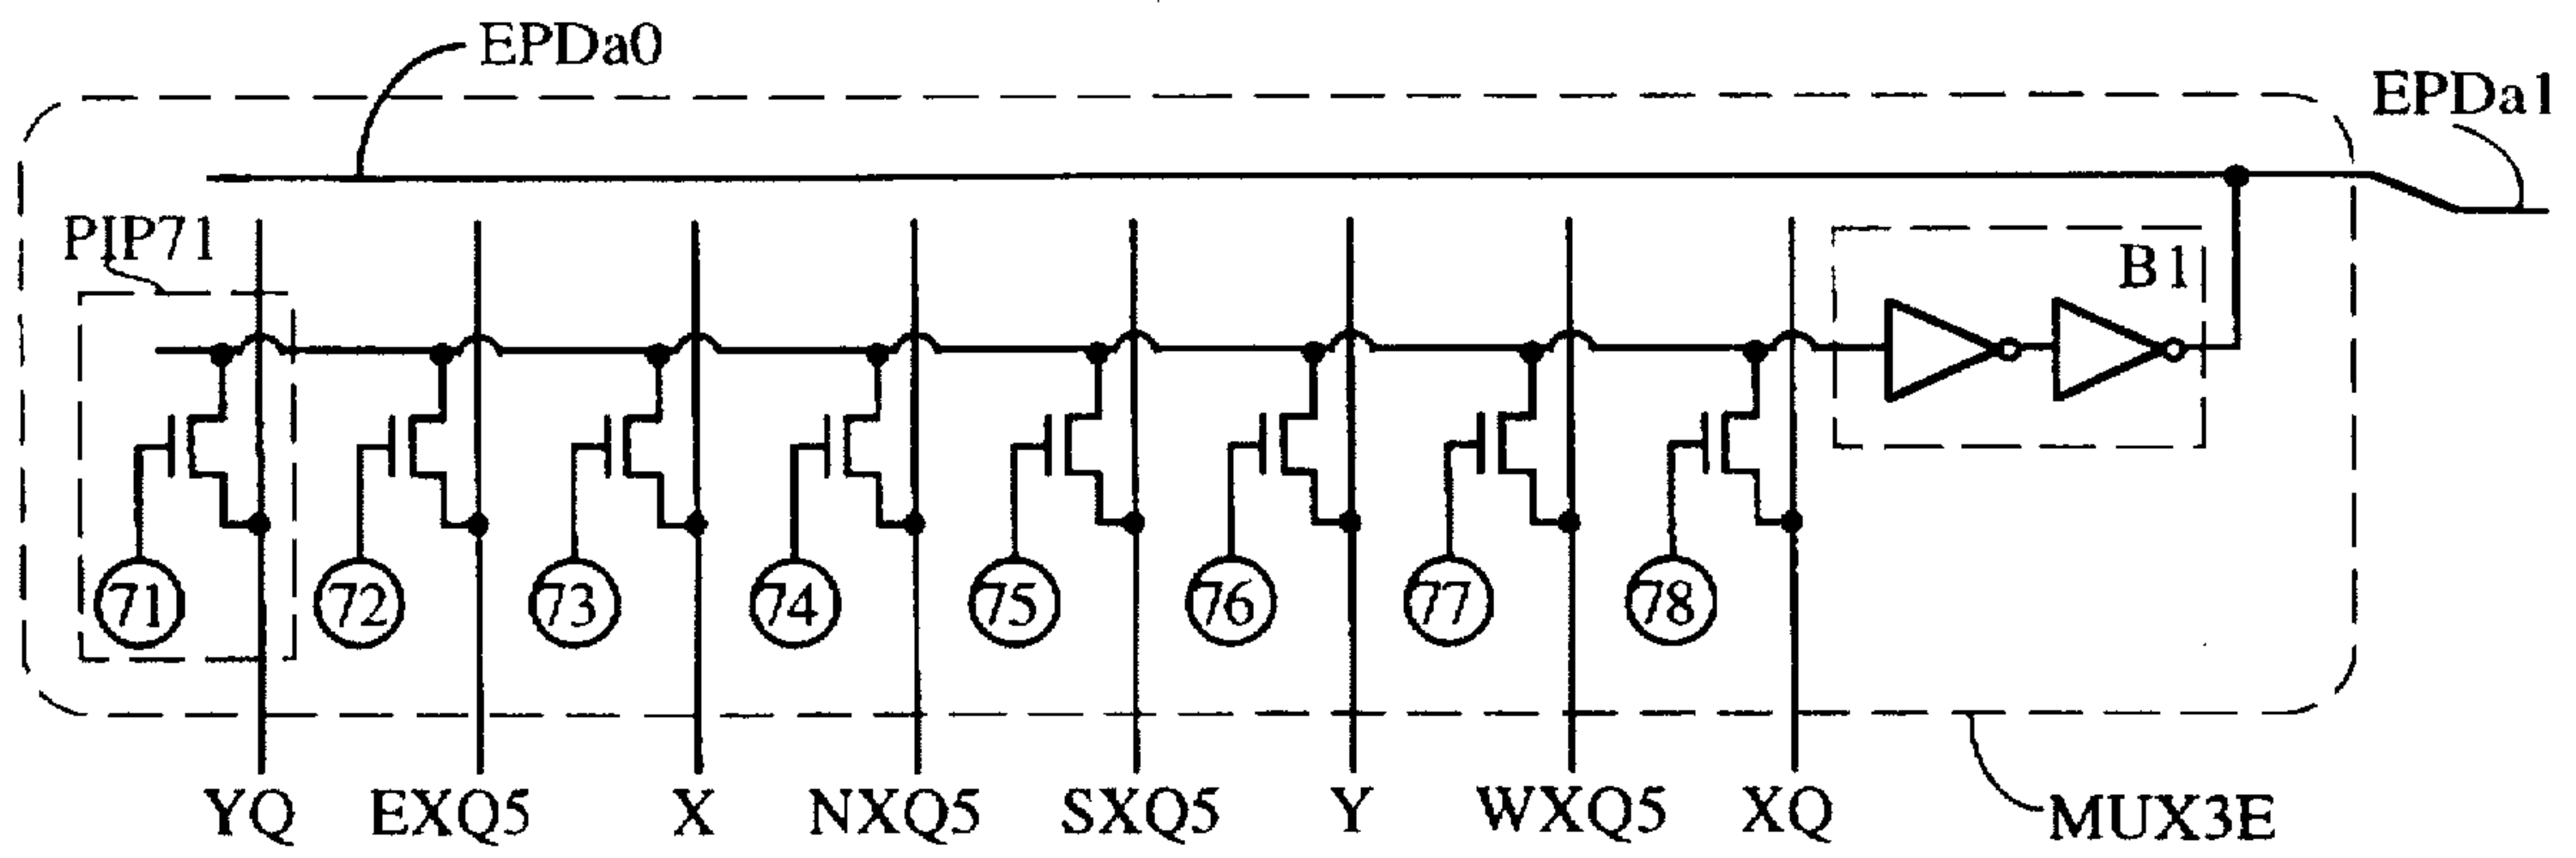 EPDa0
EPDa1
PIP71
B1
71 72 73 74 75 76 77 78
YQ EXQ5 X NXQ5 SXQ5 Y WXQ5 XQ
MUX3E